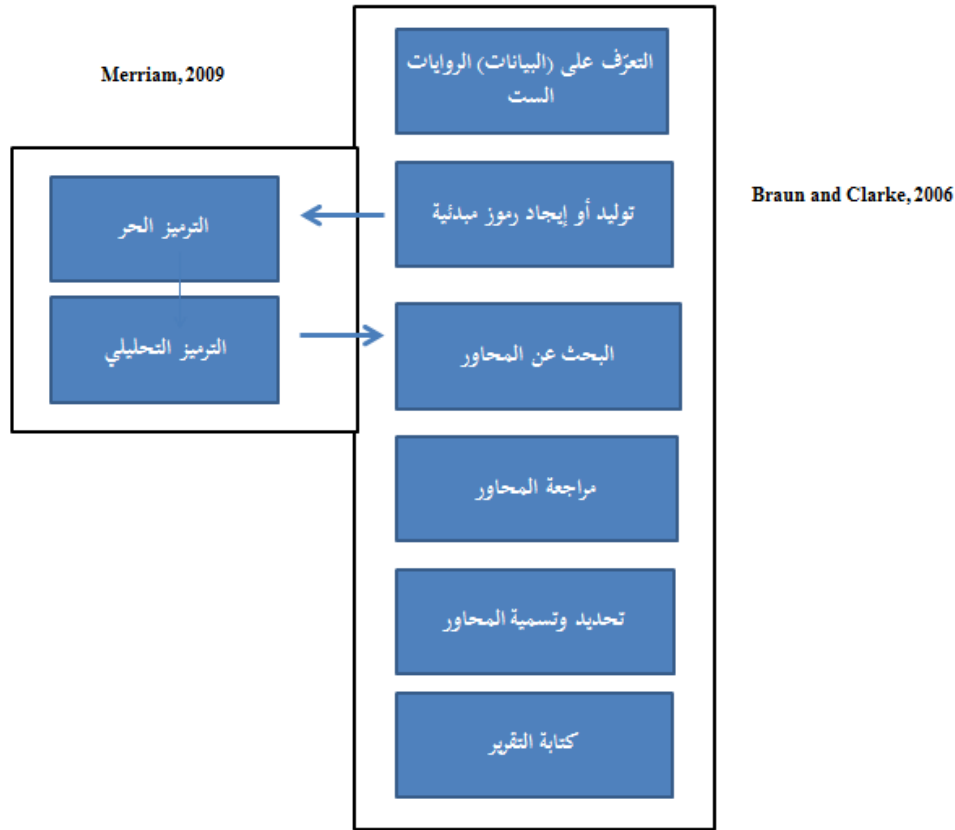 Merriam, 2009
التعرّف على (البيانات) الروايات
الست
Braun and Clarke, 2006
توليد أو إيجاد رموز مبدئية
الترميز الحر
الترميز التحليلي
البحث عن المحاور
مراجعة المحاور
تحديد وتسمية المحاور
كتابة التقرير